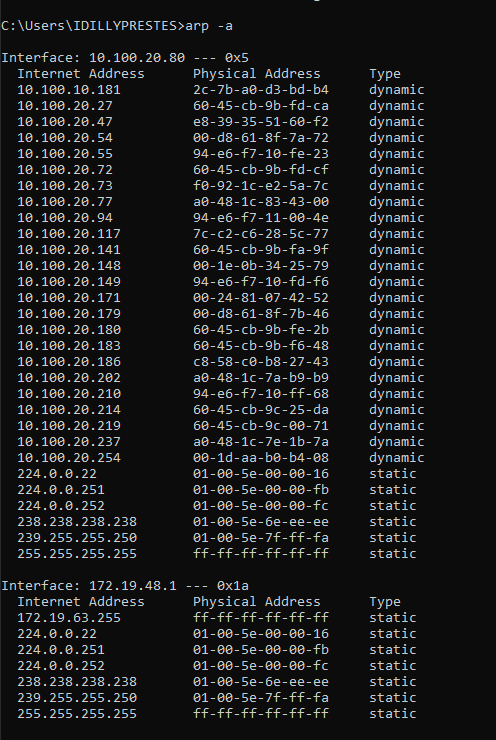 C:\Users\IDILLYPRESTES>arp -a
Interface: 10.100.20.80 --- 0x5
Internet Address Physical Address Type
10.100.10.181 2c-7b-a0-d3-bd-b4 dynamic
10.100.20.27 60-45-cb-9b-fd-ca dynamic
10.100.20.47 e8-39-35-51-60-f2 dynamic
10.100.20.54 00-d8-61-8f-7a-72 dynamic
10.100.20.55 94-e6-f7-10-fe-23 dynamic
10.100.20.72 60-45-cb-9b-fd-cf dynamic
10.100.20.73 f0-92-1c-e2-5a-7c dynamic
10.100.20.77 a0-48-1c-83-43-00 dynamic
10.100.20.94 94-e6-f7-11-00-4e dynamic
10.100.20.117 7c-c2-c6-28-5c-77 dynamic
10.100.20.141 60-45-cb-9b-fa-9f dynamic
10.100.20.148 00-1e-0b-34-25-79 dynamic
10.100.20.149 94-e6-f7-10-fd-f6 dynamic
10.100.20.171 00-24-81-07-42-52 dynamic
10.100.20.179 00-d8-61-8f-7b-46 dynamic
10.100.20.180 60-45-cb-9b-fe-2b dynamic
10.100.20.183 60-45-cb-9b-f6-48 dynamic
10.100.20.186 c8-58-c0-b8-27-43 dynamic
10.100.20.202 a0-48-1c-7a-b9-b9 dynamic
10.100.20.210 94-e6-f7-10-ff-68 dynamic
10.100.20.214 60-45-cb-9c-25-da dynamic
10.100.20.219 60-45-cb-9c-00-71 dynamic
10.100.20.237 a0-48-1c-7e-1b-7a dynamic
10.100.20.254 00-1d-aa-b0-b4-08 dynamic
224.0.0.22 01-00-5e-00-00-16 static
224.0.0.251 01-00-5e-00-00-fb static
224.0.0.252 01-00-5e-00-00-fc static
238.238.238.238 01-00-5e-6e-ee-ee static
239.255.255.250 01-00-5e-7f-ff-fa static
255.255.255.255 ff-ff-ff-ff-ff-ff static
Interface: 172.19.48.1 --- 0x1a
Internet Address Physical Address Type
172.19.63.255 ff-ff-ff-ff-ff-ff static
224.0.0.22 01-00-5e-00-00-16 static
224.0.0.251 01-00-5e-00-00-fb static
224.0.0.252 01-00-5e-00-00-fc static
238.238.238.238 01-00-5e-6e-ee-ee static
239.255.255.250 01-00-5e-7f-ff-fa static
255.255.255.255 ff-ff-ff-ff-ff-ff static